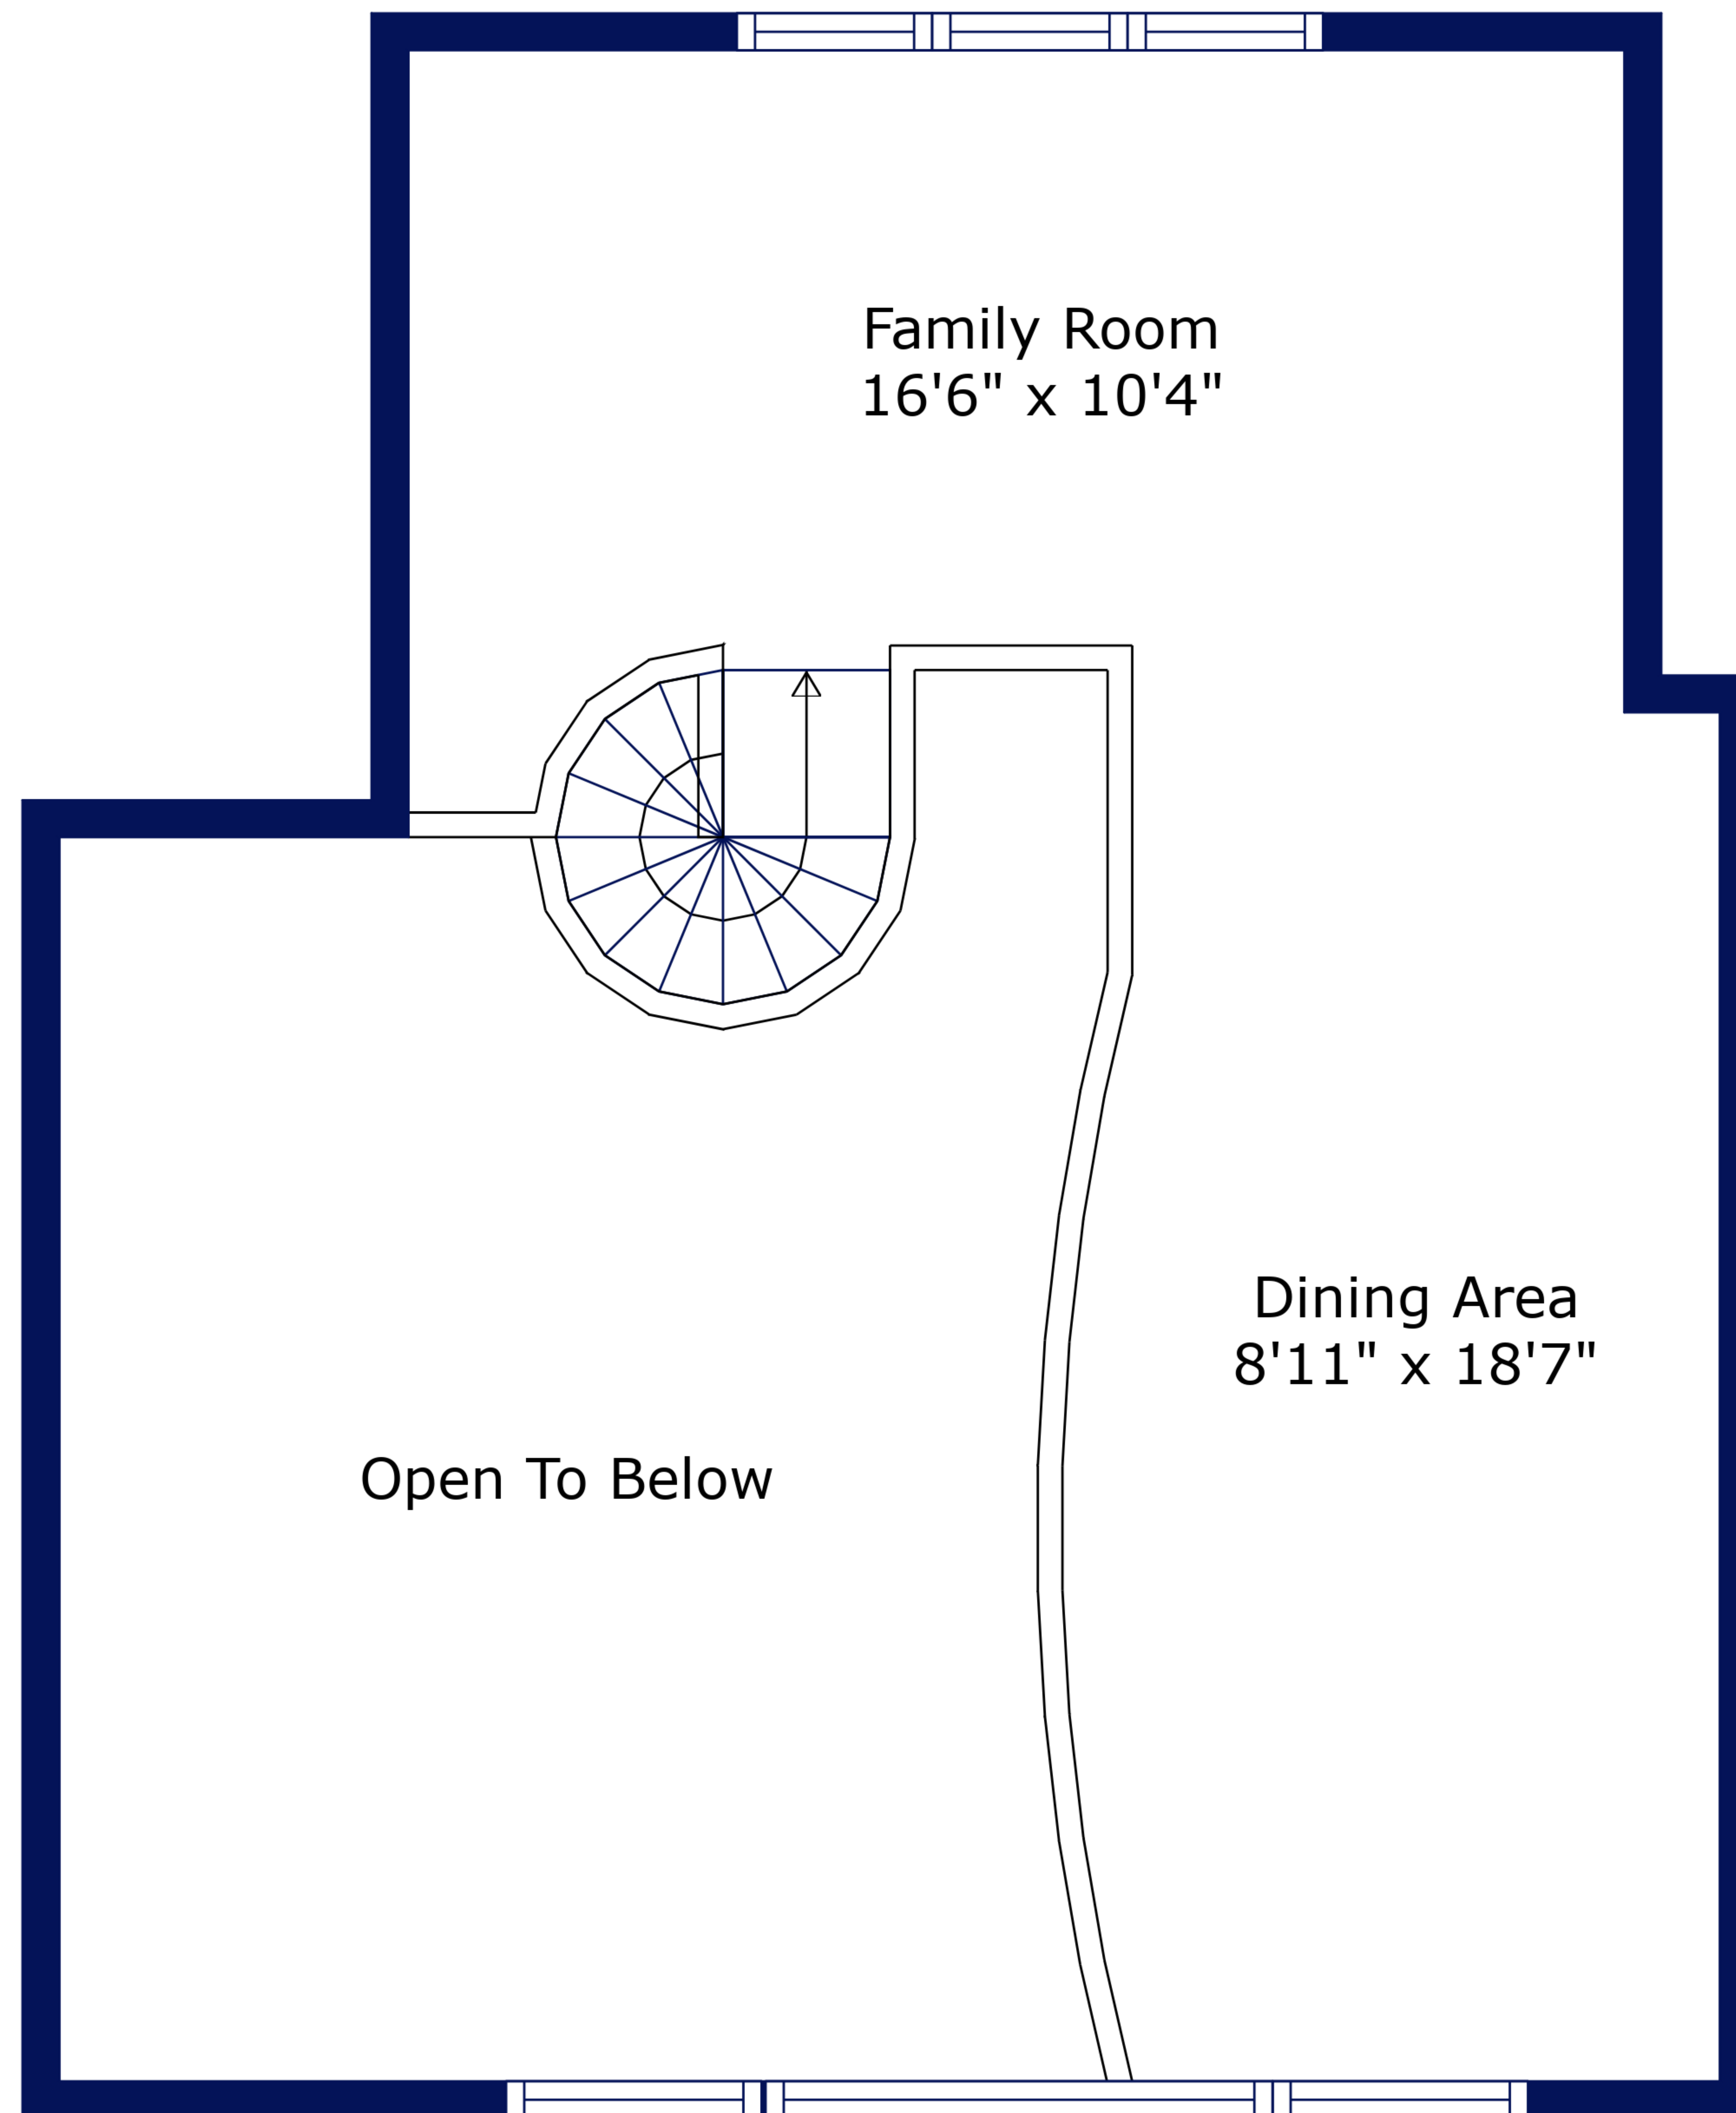 Family Room
16'6" x 10'4"
Dining Area
8'11" x 18'7"
Open To Below